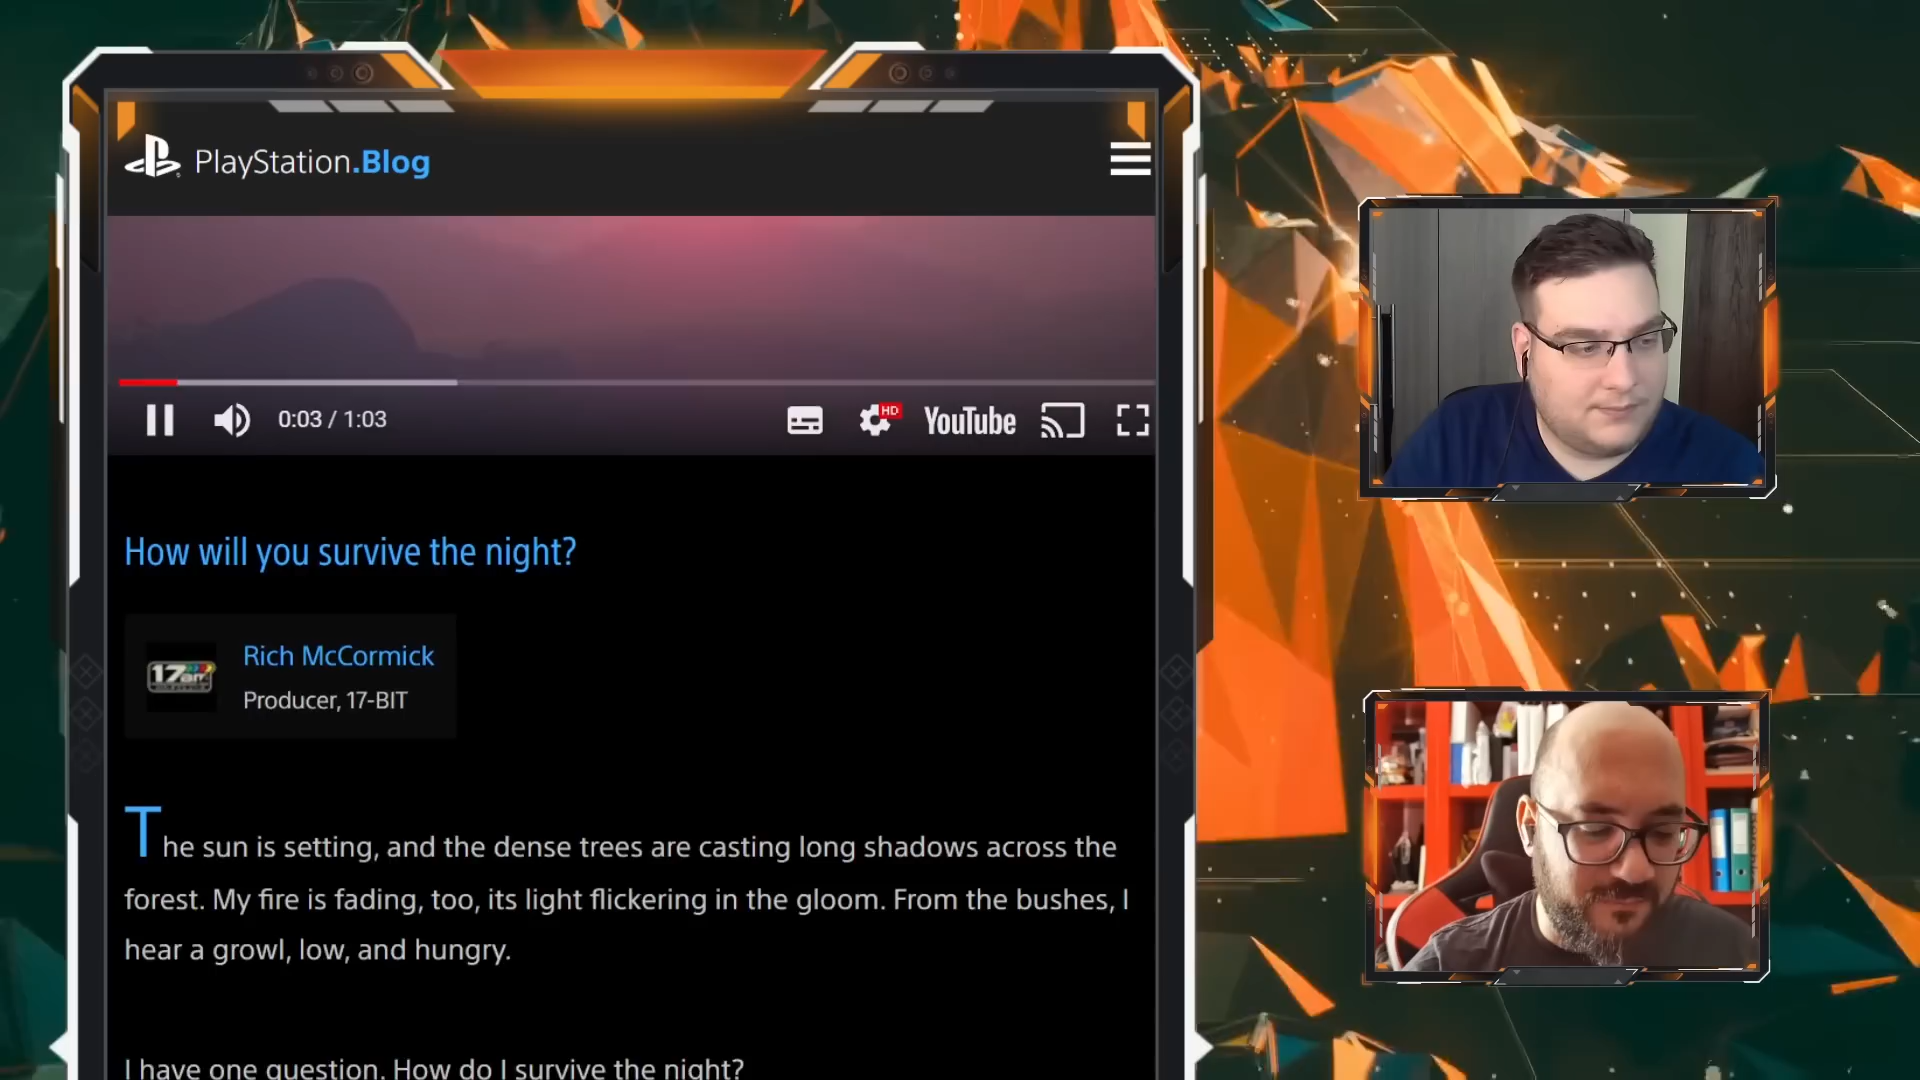 PlayStation.Blog
0:03 / 1:03
HD
YouTube
How will you survive the night?
17-BIT
Rich McCormick
Producer, 17-BIT
The sun is setting, and the dense trees are casting long shadows across the
forest. My fire is fading, too, its light flickering in the gloom. From the bushes, I
hear a growl, low, and hungry.
I have one question. How do I survive the night?